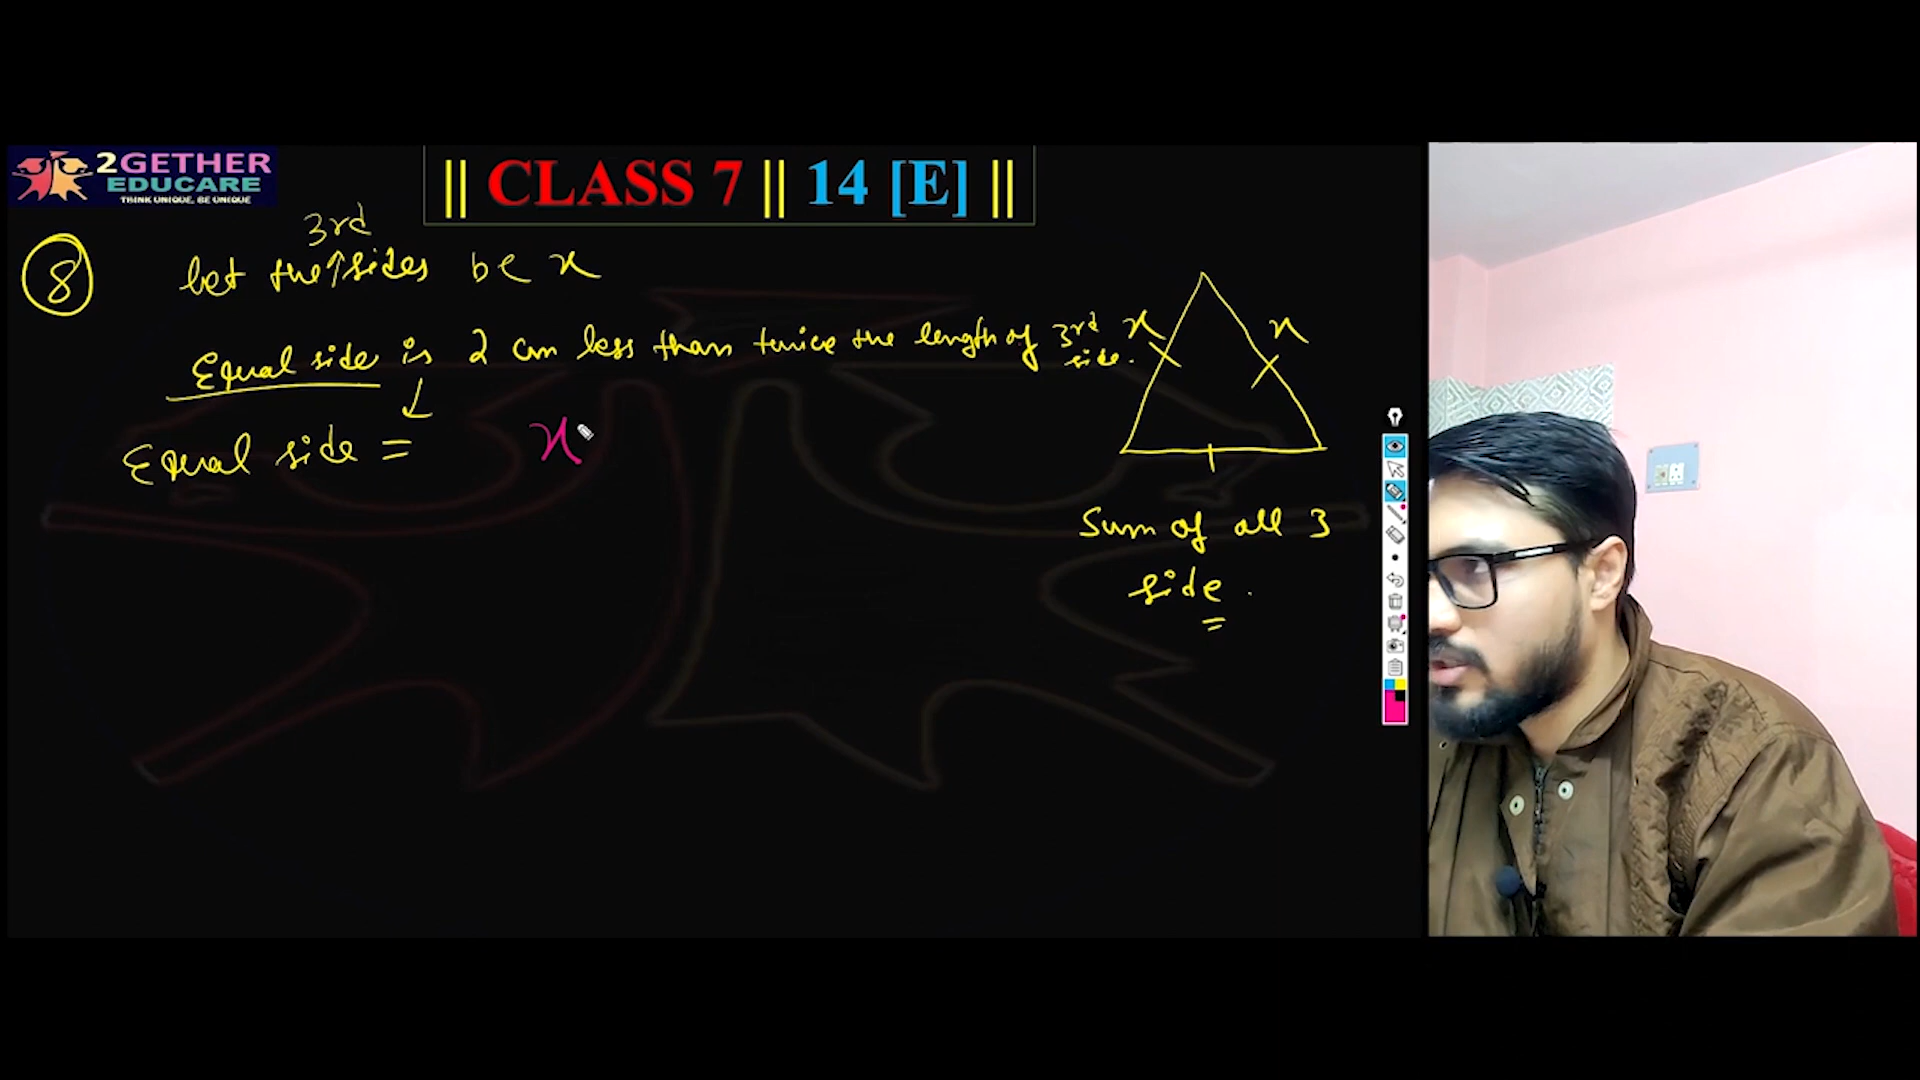 2GETHER
EDUCARE
THINK UNIQUE, BE UNIQUE
|| CLASS 7 || 14 [E] ||
8
3rd
let the ↑ sides be x
Equal side is 2 cm less than twice the length of 3rd side.
Equal side = x
x x
Sum of all 3
side.